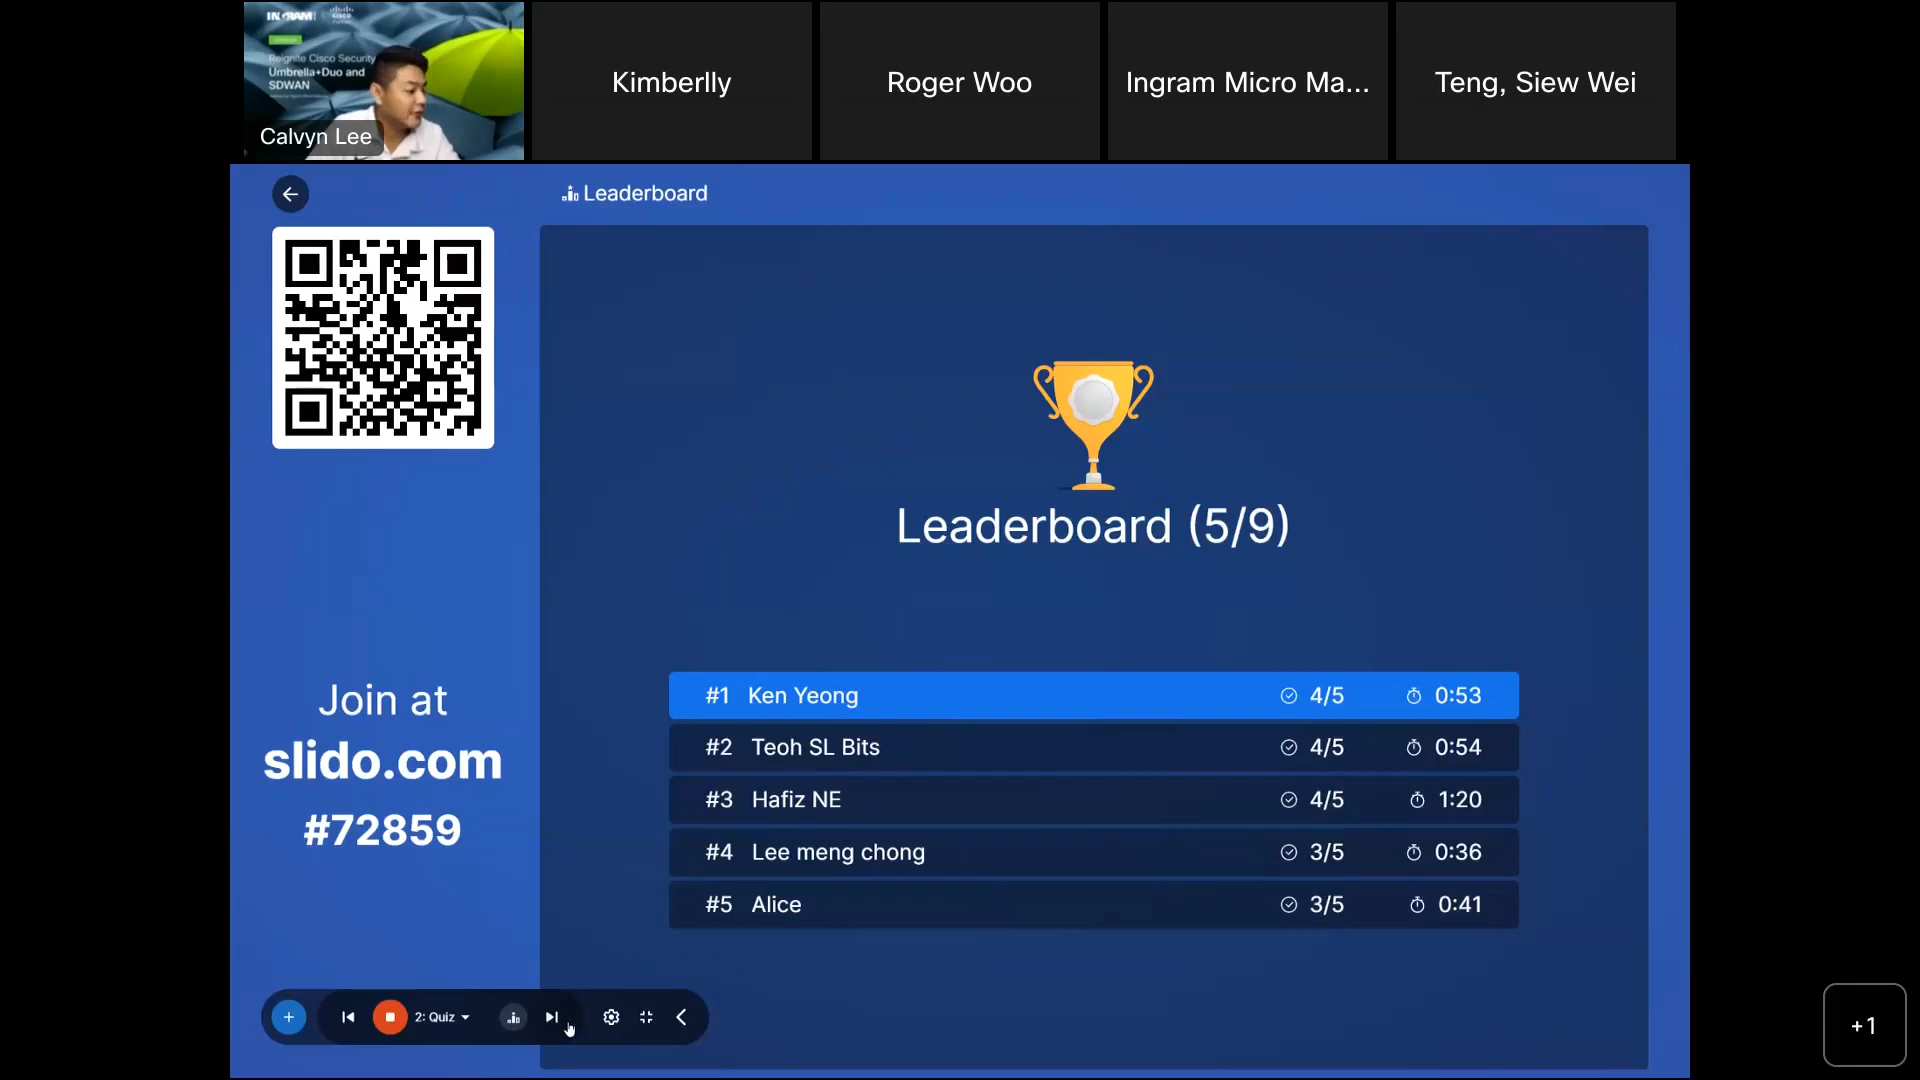 INGRAM
CISCO
Reignite Cisco Security
Umbrella+Duo and
SDWAN
Calvyn Lee
Kimberlly
Roger Woo
Ingram Micro Ma...
Teng, Siew Wei
Leaderboard
Leaderboard (5/9)
#1 Ken Yeong 4/5 0:53
#2 Teoh SL Bits 4/5 0:54
#3 Hafiz NE 4/5 1:20
#4 Lee meng chong 3/5 0:36
#5 Alice 3/5 0:41
Join at
slido.com
#72859
2: Quiz
+1